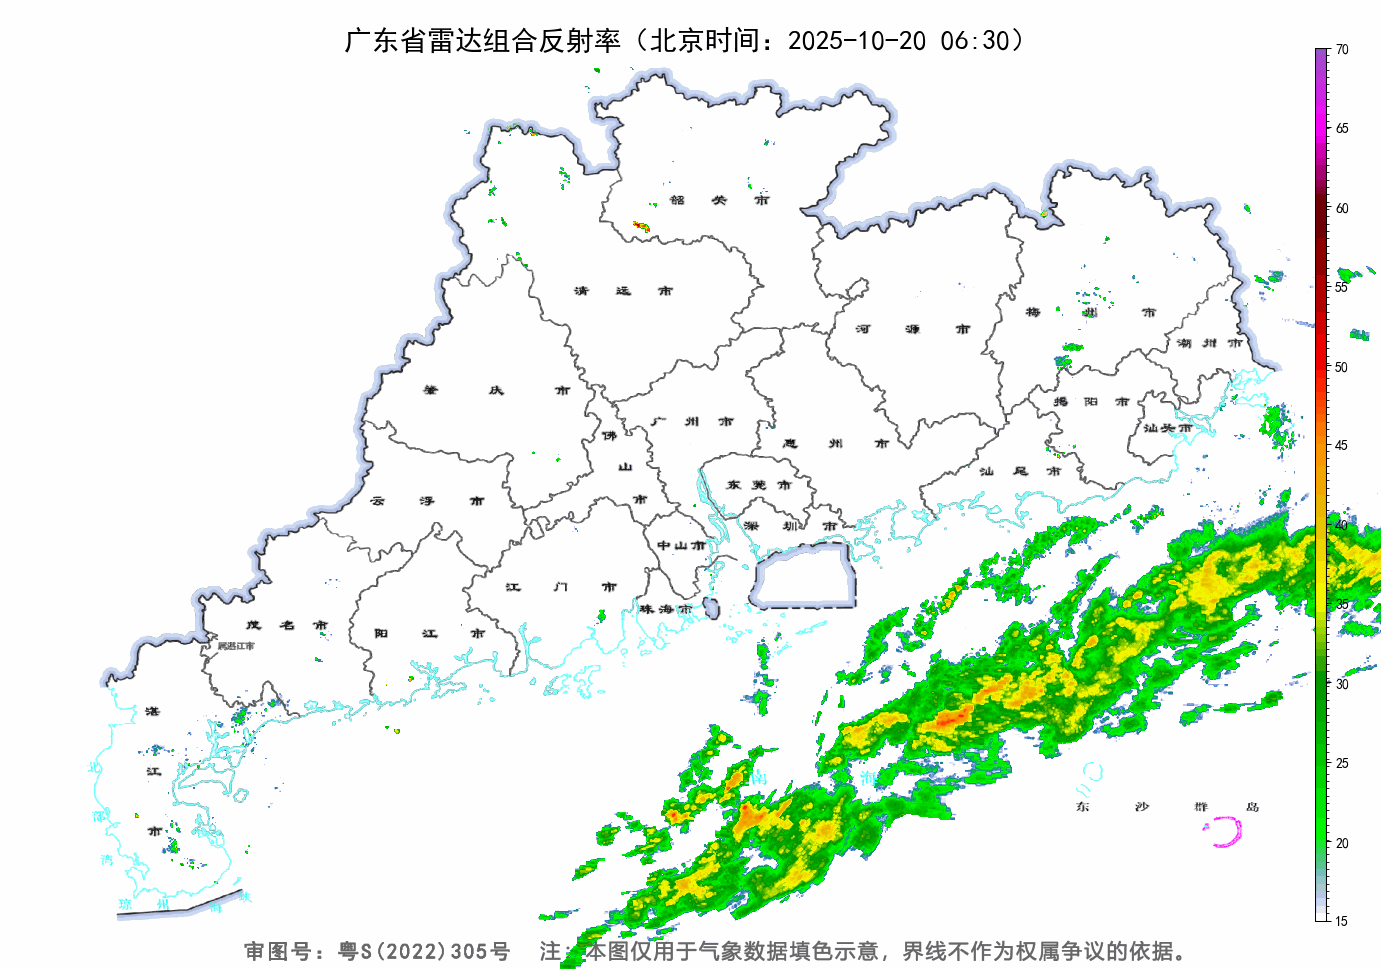 广东省雷达组合反射率（北京时间：2025-10-20 06:30）
70
65
60
55
50
45
40
35
30
25
20
15
韶关市
清远市
河源市
梅州市
潮州市
肇庆市
广州市
佛山市
惠州市
揭阳市
汕头市
汕尾市
云浮市
东莞市
深圳市
中山市
江门市
珠海市
茂名市
属湛江市
阳江市
湛江市
北部湾
琼州海峡
南海
东沙群岛
审图号：粤S(2022)305号 注：本图仅用于气象数据填色示意，界线不作为权属争议的依据。